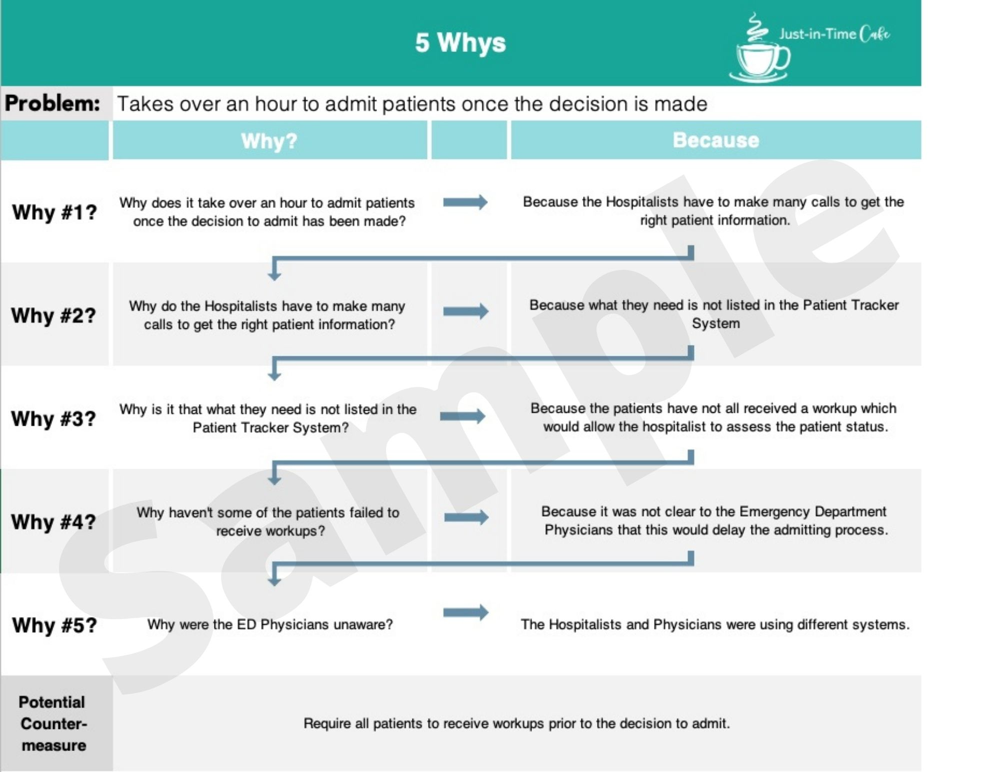 5 Whys
Just-in-Time Cafe
Problem:
Takes over an hour to admit patients once the decision is made
Why?
Because
Why #1?
Why does it take over an hour to admit patients
once the decision to admit has been made?
Because the Hospitalists have to make many calls to get the
right patient information.
Why #2?
Why do the Hospitalists have to make many
calls to get the right patient information?
Because what they need is not listed in the Patient Tracker
System
Why #3?
Why is it that what they need is not listed in the
Patient Tracker System?
Because the patients have not all received a workup which
would allow the hospitalist to assess the patient status.
Why #4?
Why haven't some of the patients failed to
receive workups?
Because it was not clear to the Emergency Department
Physicians that this would delay the admitting process.
Why #5?
Why were the ED Physicians unaware?
The Hospitalists and Physicians were using different systems.
Potential
Counter-
measure
Require all patients to receive workups prior to the decision to admit.
Sample